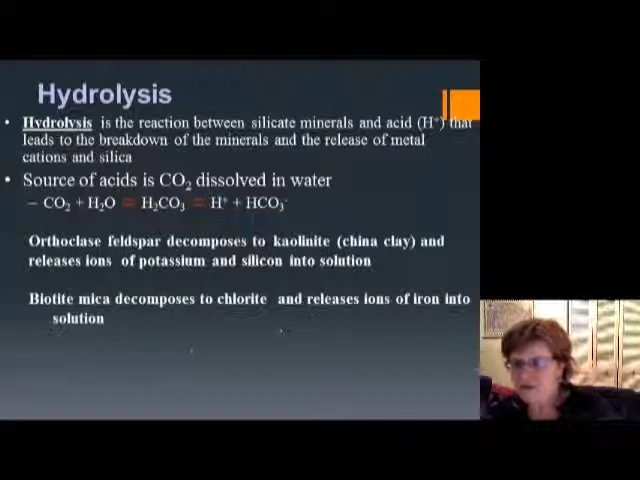 Hydrolysis
• Hydrolysis is the reaction between silicate minerals and acid (H⁺) that
leads to the breakdown of the minerals and the release of metal
cations and silica
• Source of acids is CO₂ dissolved in water
– CO₂ + H₂O = H₂CO₃ = H⁺ + HCO₃⁻
Orthoclase feldspar decomposes to kaolinite (china clay) and
releases ions of potassium and silicon into solution
Biotite mica decomposes to chlorite and releases ions of iron into
solution